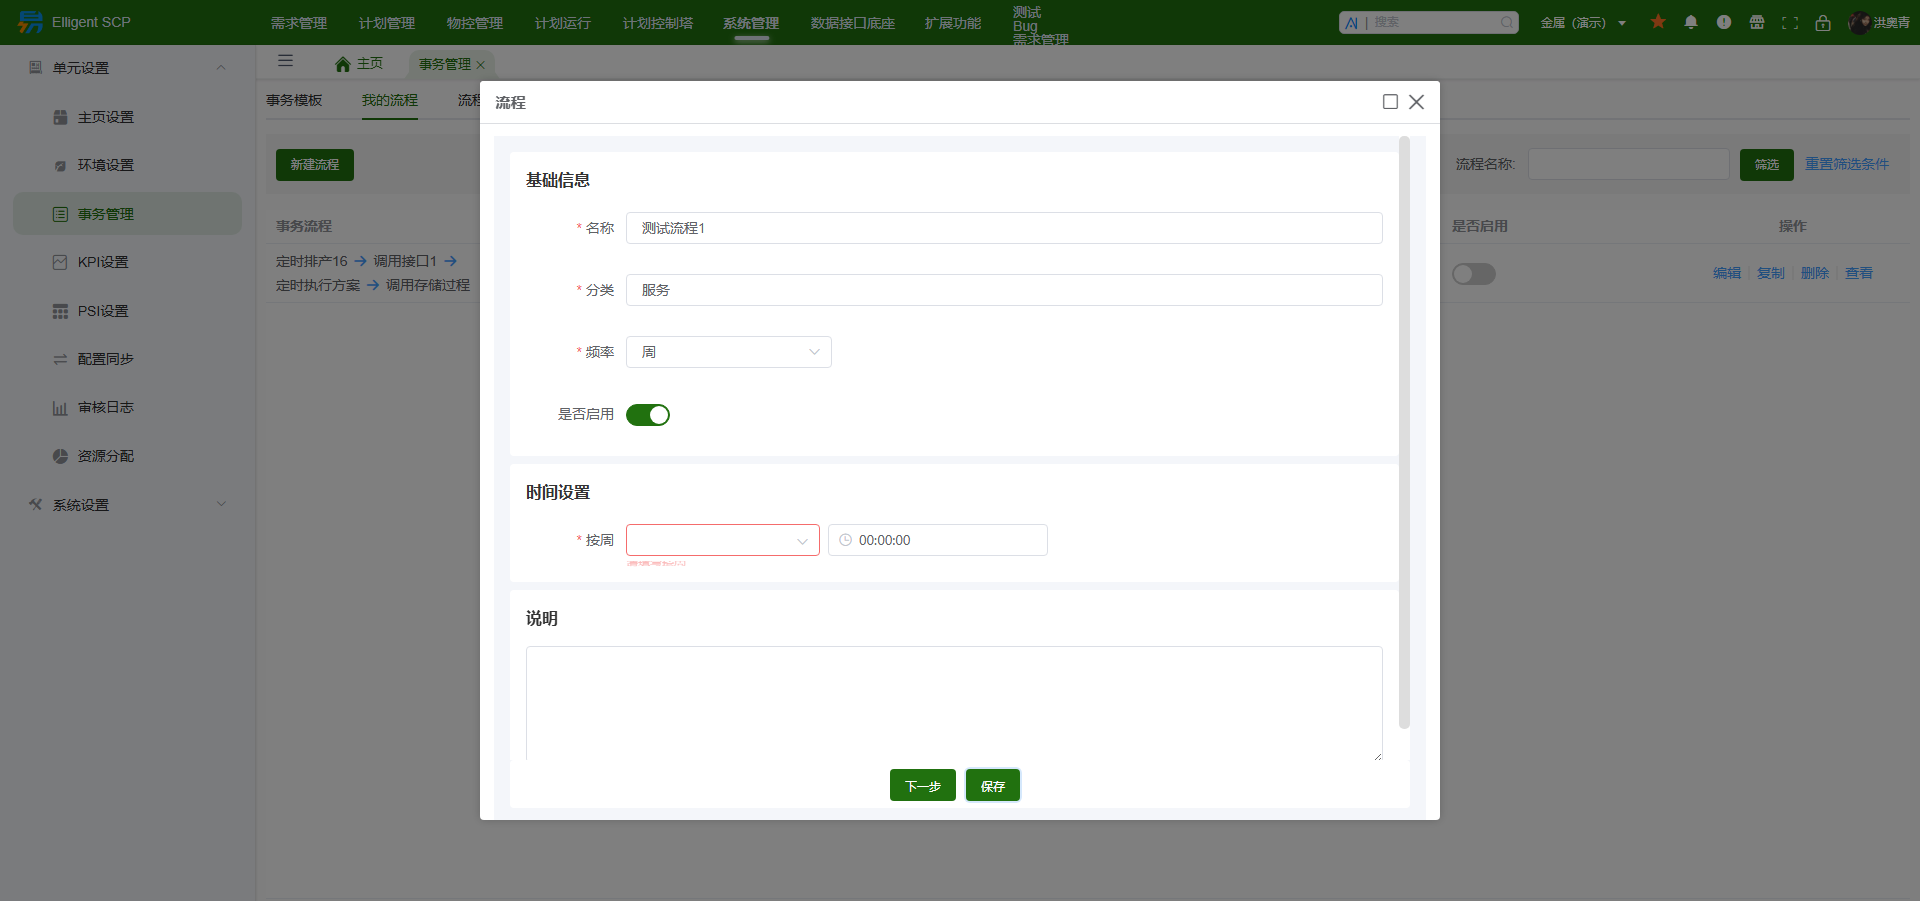 Elligent SCP
需求管理
计划管理
物控管理
计划运行
计划控制塔
系统管理
数据接口底座
扩展功能
测试
Bug
需求管理
AI | 搜索
金属（演示）
洪奥青
单元设置
主页设置
环境设置
事务管理
KPI设置
PSI设置
配置同步
审核日志
资源分配
系统设置
主页
事务管理
事务模板
我的流程
新建流程
流程名称:
筛选
重置筛选条件
事务流程
是否启用
操作
定时排产16 → 调用接口1 →
定时执行方案 → 调用存储过程
编辑
复制
删除
查看
流程
基础信息
* 名称
测试流程1
* 分类
服务
* 频率
周
是否启用
时间设置
* 按周
00:00:00
说明
下一步
保存